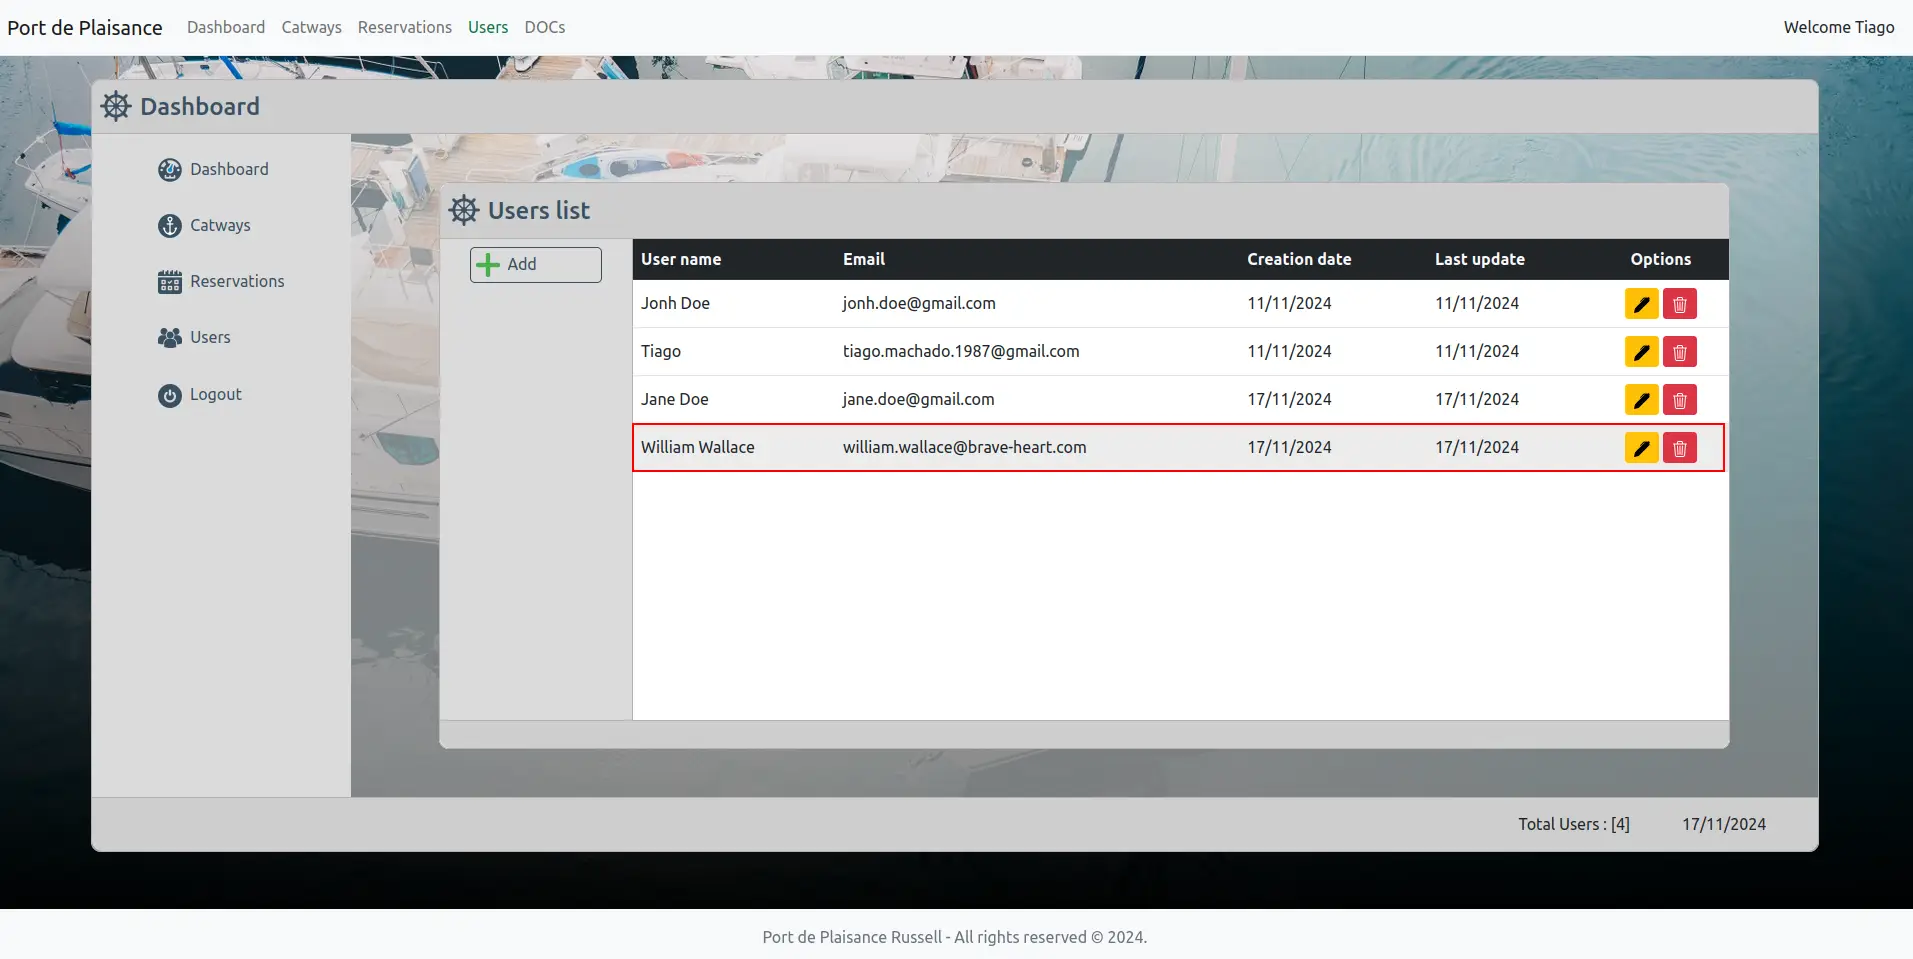 Port de Plaisance Dashboard Catways Reservations Users DOCs Welcome Tiago
Dashboard
Dashboard
Catways
Reservations
Users
Logout
Users list
Add
User name Email Creation date Last update Options
Jonh Doe jonh.doe@gmail.com 11/11/2024 11/11/2024
Tiago tiago.machado.1987@gmail.com 11/11/2024 11/11/2024
Jane Doe jane.doe@gmail.com 17/11/2024 17/11/2024
William Wallace william.wallace@brave-heart.com 17/11/2024 17/11/2024
Total Users : [4] 17/11/2024
Port de Plaisance Russell - All rights reserved © 2024.